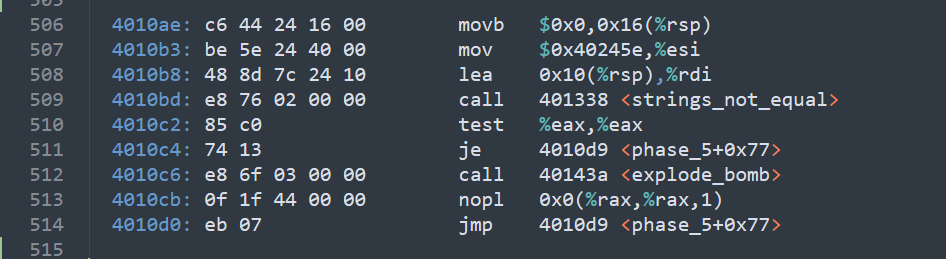 505
506 4010ae: c6 44 24 16 00 movb $0x0,0x16(%rsp)
507 4010b3: be 5e 24 40 00 mov $0x40245e,%esi
508 4010b8: 48 8d 7c 24 10 lea 0x10(%rsp),%rdi
509 4010bd: e8 76 02 00 00 call 401338 <strings_not_equal>
510 4010c2: 85 c0 test %eax,%eax
511 4010c4: 74 13 je 4010d9 <phase_5+0x77>
512 4010c6: e8 6f 03 00 00 call 40143a <explode_bomb>
513 4010cb: 0f 1f 44 00 00 nopl 0x0(%rax,%rax,1)
514 4010d0: eb 07 jmp 4010d9 <phase_5+0x77>
515